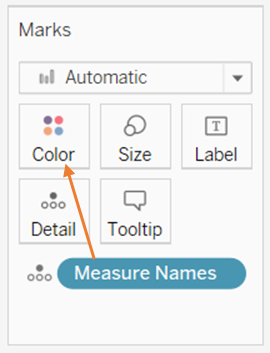 Marks
Automatic
Color Size Label
Detail Tooltip
Measure Names